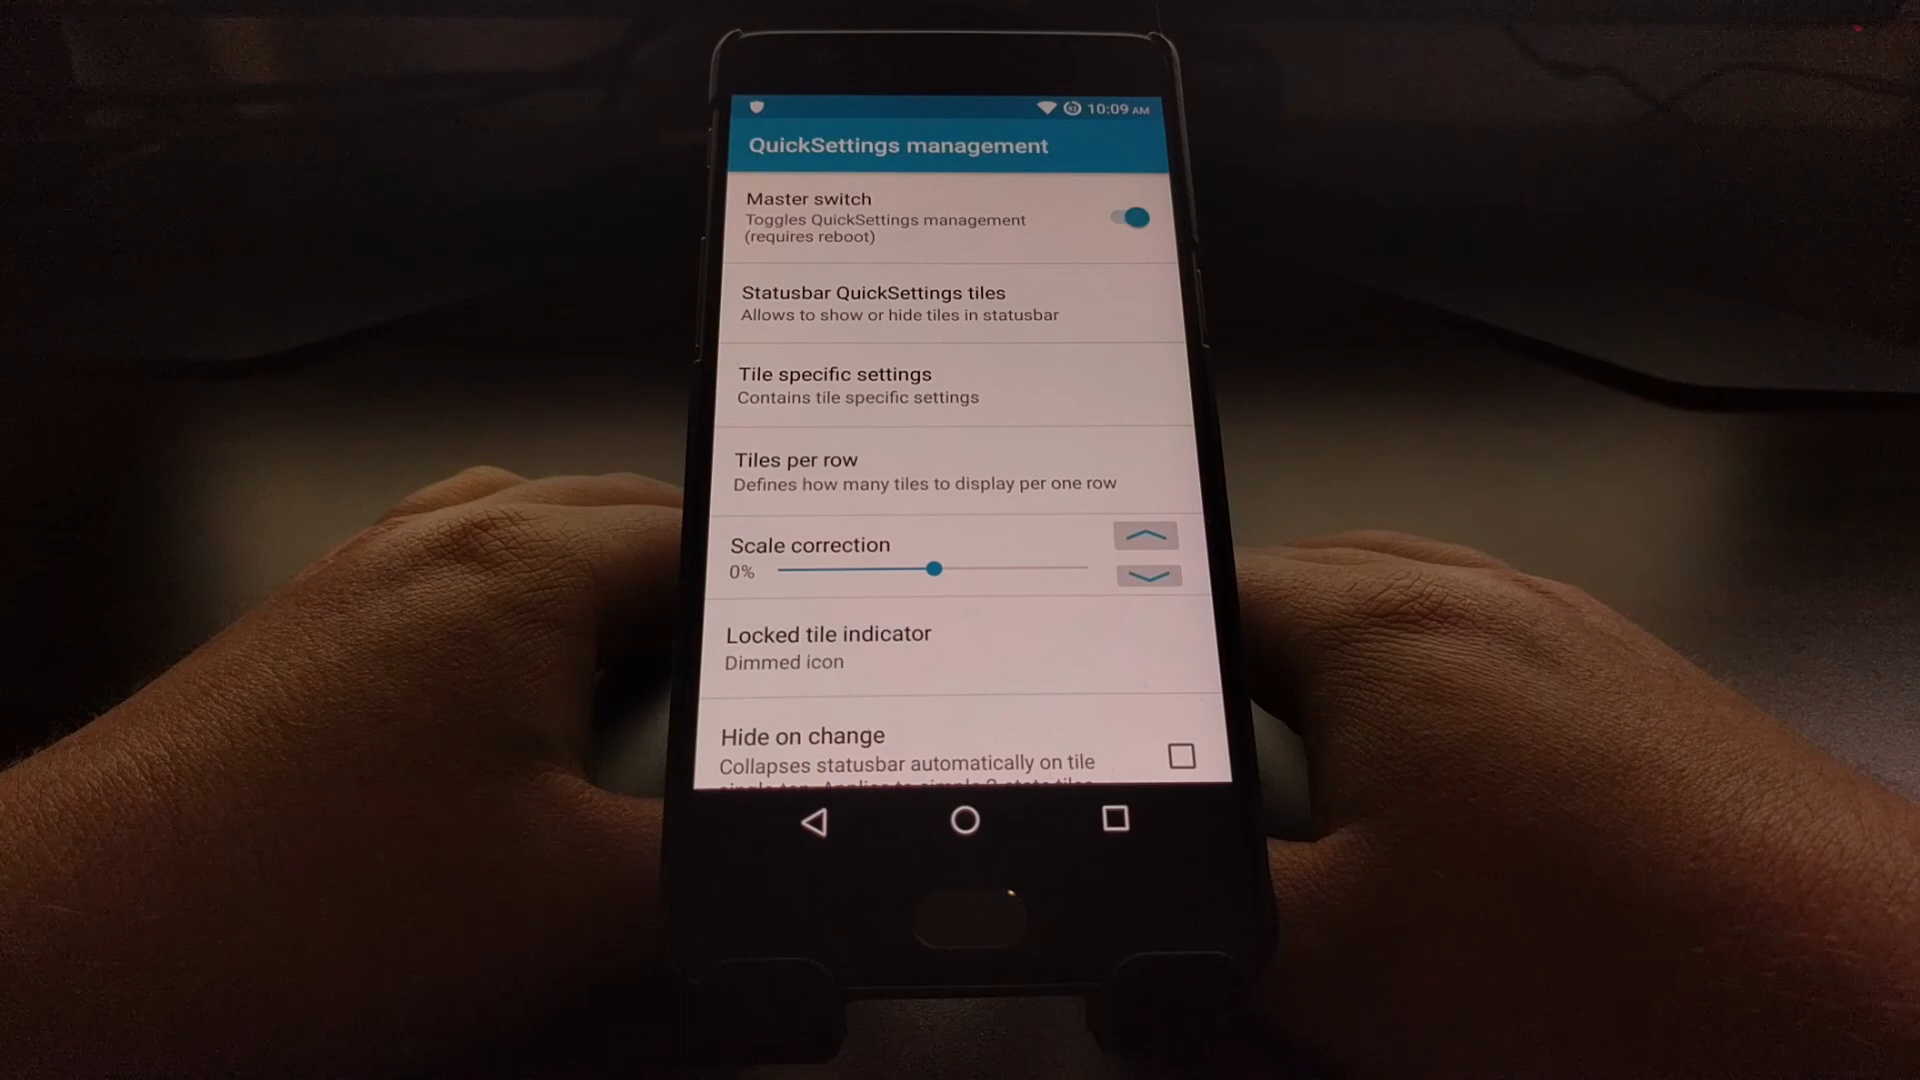 10:09 AM
QuickSettings management
Master switch
Toggles QuickSettings management
(requires reboot)
Statusbar QuickSettings tiles
Allows to show or hide tiles in statusbar
Tile specific settings
Contains tile specific settings
Tiles per row
Defines how many tiles to display per one row
Scale correction
0%
Locked tile indicator
Dimmed icon
Hide on change
Collapses statusbar automatically on tile